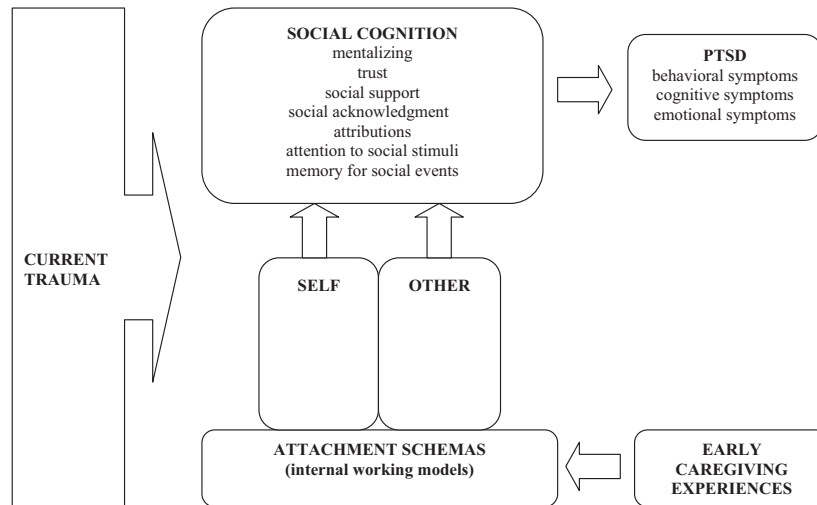 SOCIAL COGNITION
mentalizing
trust
social support
social acknowledgment
attributions
attention to social stimuli
memory for social events
PTSD
behavioral symptoms
cognitive symptoms
emotional symptoms
CURRENT
TRAUMA
SELF
OTHER
ATTACHMENT SCHEMAS
(internal working models)
EARLY
CAREGIVING
EXPERIENCES